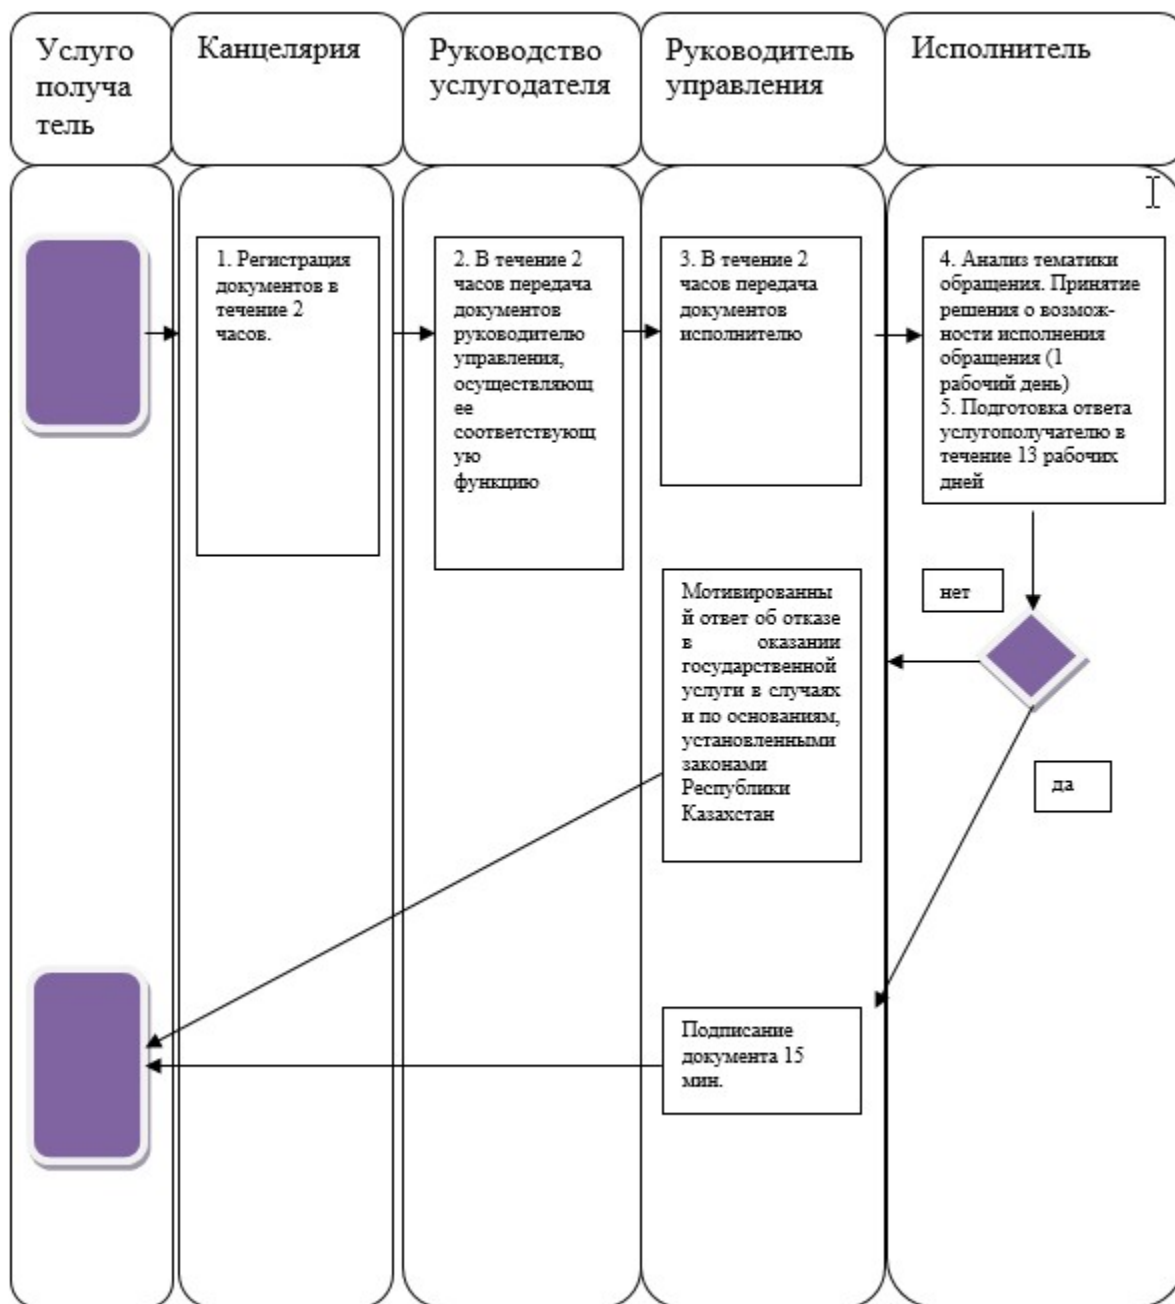 Услуго
получа
тель
Канцелярия
Руководство
услугодателя
Руководитель
управления
Исполнитель
1. Регистрация
документов в
течение 2
часов.
2. В течение 2
часов передача
документов
руководителю
управления,
осуществляющ
ее
соответствующ
ую
функцию
3. В течение 2
часов передача
документов
исполнителю
4. Анализ тематики
обращения. Принятие
решения о возмож-
ности исполнения
обращения (1
рабочий день)
5. Подготовка ответа
услугополучателю в
течение 13 рабочих
дней
нет
Мотивированны
й ответ об отказе
в оказании
государственной
услуги в случаях
и по основаниям,
установленными
законами
Республики
Казахстан
да
Подписание
документа 15
мин.